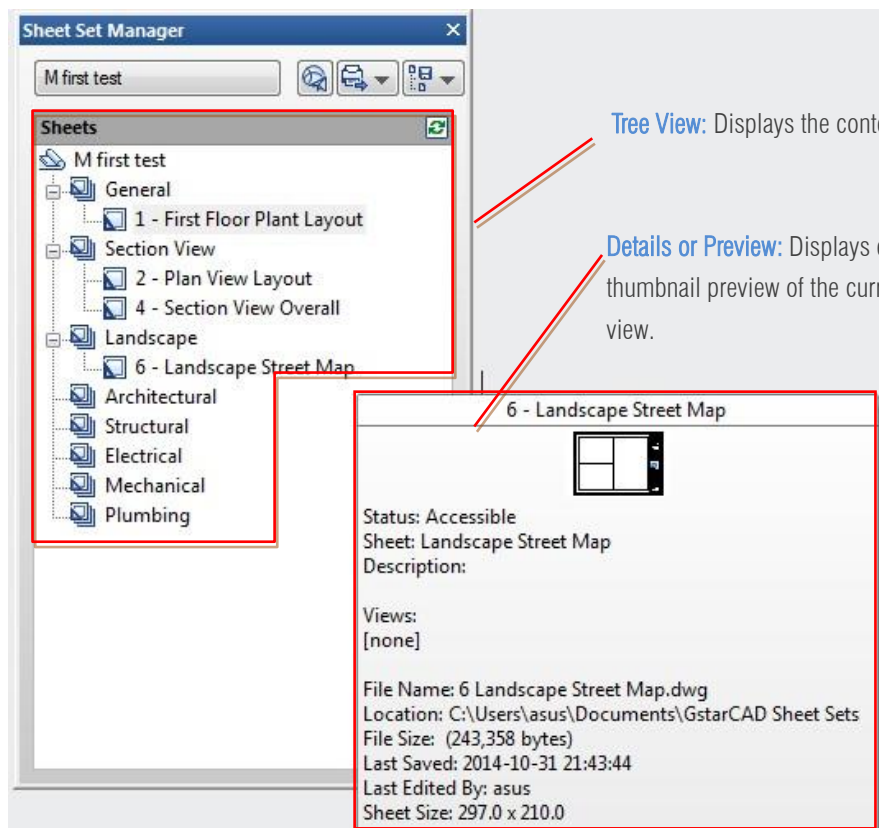 Sheet Set Manager
M first test
Sheets
M first test
General
1 - First Floor Plant Layout
Section View
2 - Plan View Layout
4 - Section View Overall
Landscape
6 - Landscape Street Map
Architectural
Structural
Electrical
Mechanical
Plumbing
Tree View: Displays the conte
Details or Preview: Displays
thumbnail preview of the curr
view.
6 - Landscape Street Map
Status: Accessible
Sheet: Landscape Street Map
Description:
Views:
[none]
File Name: 6 Landscape Street Map.dwg
Location: C:\Users\asus\Documents\GstarCAD Sheet Sets
File Size: (243,358 bytes)
Last Saved: 2014-10-31 21:43:44
Last Edited By: asus
Sheet Size: 297.0 x 210.0